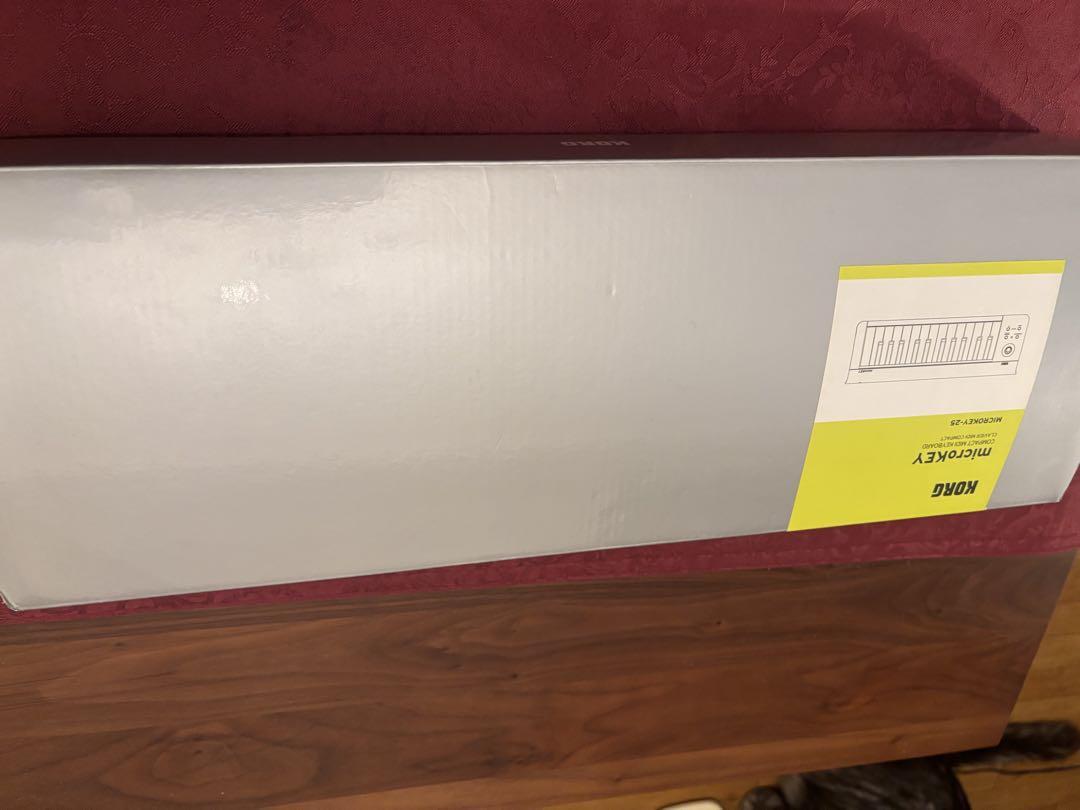 KORG
KORG
microKEY
COMPACT MIDI KEYBOARD
CLAVIER MIDI COMPACT
MICROKEY-25